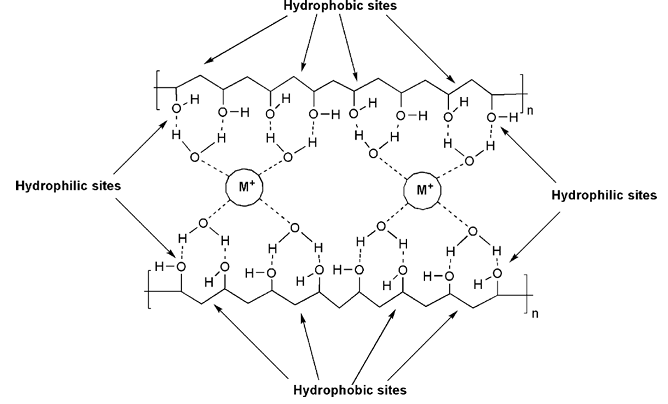 Hydrophobic sites
n
O H O H O H O H O H O H O H O H
H H H H H H H H
O O O O
Hydrophilic sites
M⁺
M⁺
Hydrophilic sites
O O O O
H H H H H H H H
H O O H H O O H H O O H H O O H
n
Hydrophobic sites